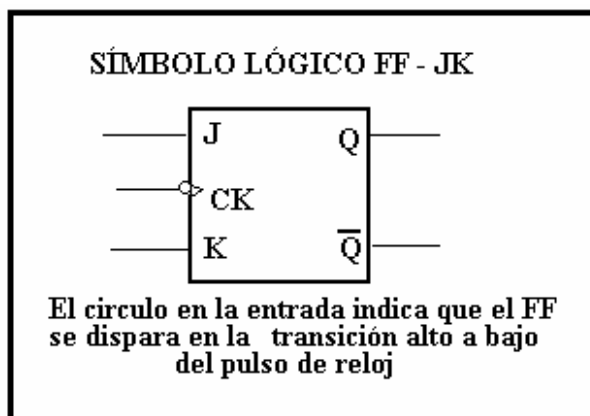 SÍMBOLO LÓGICO FF - JK
J Q
CK
K Q̅
El circulo en la entrada indica que el FF
se dispara en la transición alto a bajo
del pulso de reloj